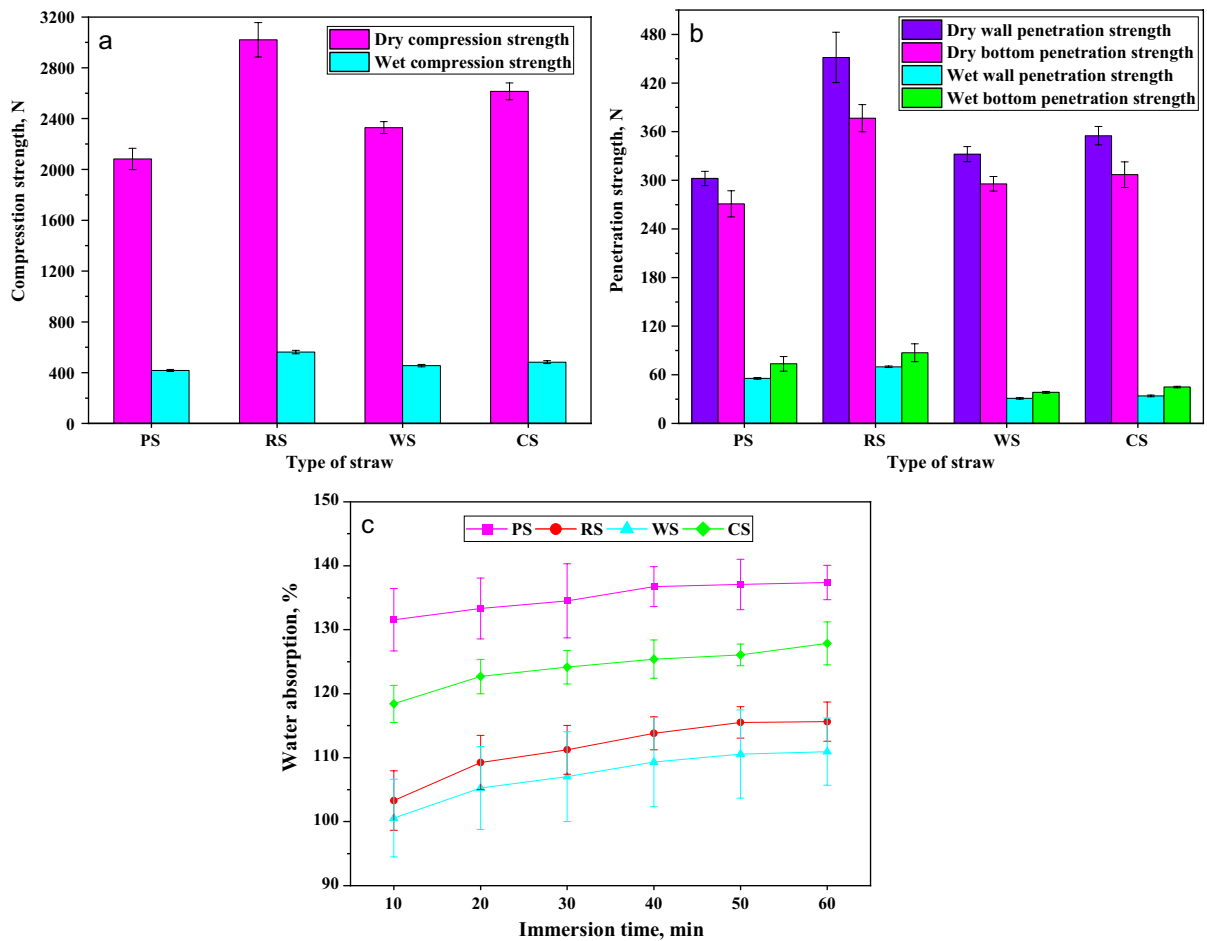 a
Dry compression strength
Wet compression strength
3200
2800
2400
2000
1600
1200
800
400
0
Compression strength, N
PS RS WS CS
Type of straw
b
Dry wall penetration strength
Dry bottom penetration strength
Wet wall penetration strength
Wet bottom penetration strength
480
420
360
300
240
180
120
60
0
Penetration strength, N
PS RS WS CS
Type of straw
c
PS RS WS CS
150
140
130
120
110
100
90
Water absorption, %
10 20 30 40 50 60
Immersion time, min